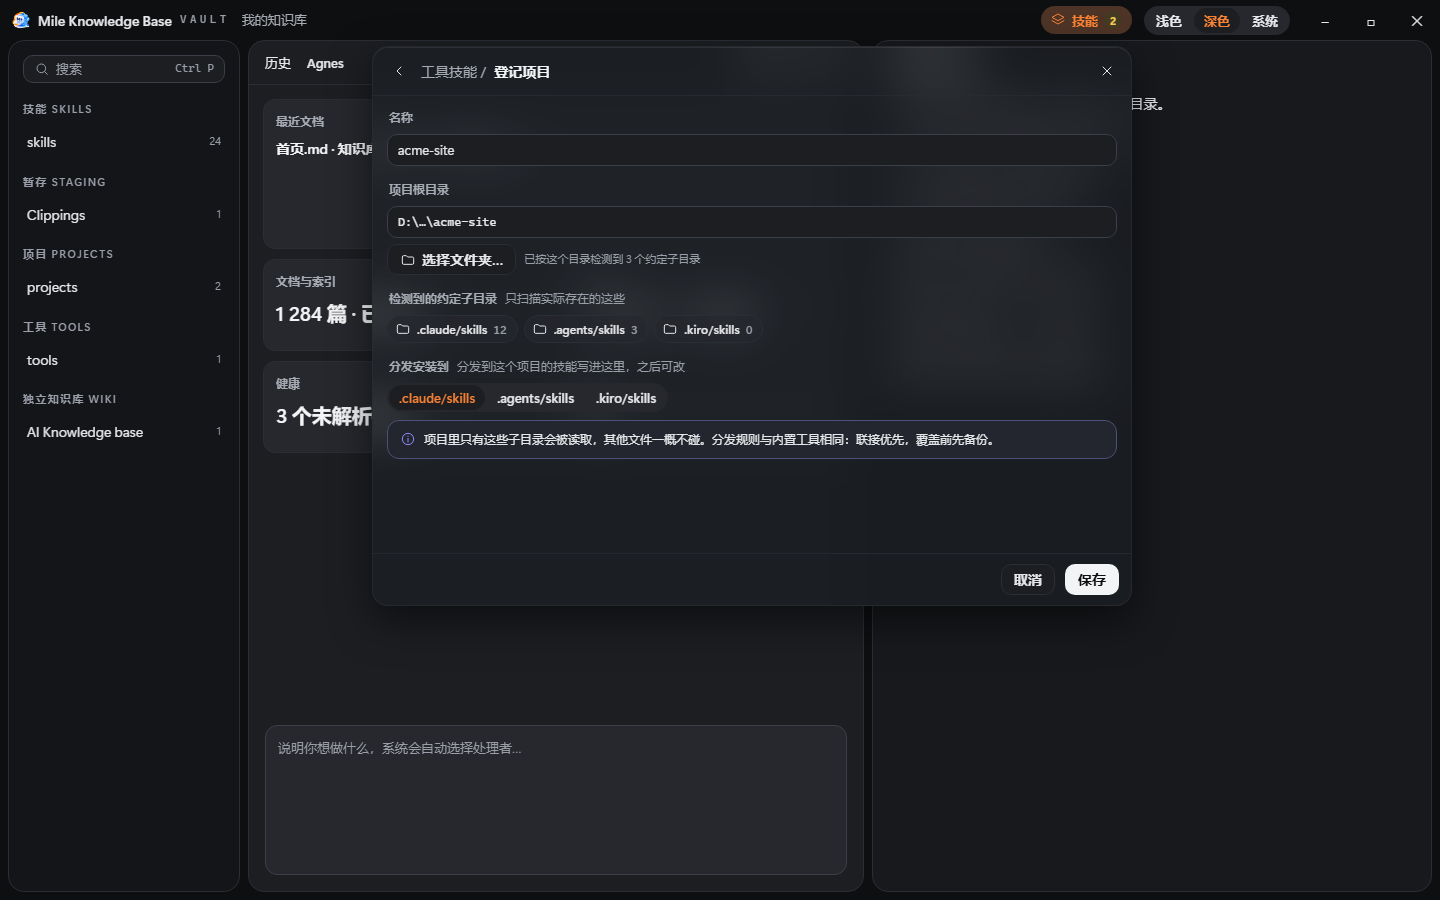 Mile Knowledge Base VAULT 我的知识库
技能 2
浅色 深色 系统
搜索 Ctrl P
技能 SKILLS
skills 24
暂存 STAGING
Clippings 1
项目 PROJECTS
projects 2
工具 TOOLS
tools 1
独立知识库 WIKI
AI Knowledge base 1
历史 Agnes
最近文档
首页.md · 知识
文档与索引
1 284 篇 ·
健康
3 个未解析
说明你想做什么，系统会自动选择处理者...
目录。
工具技能 / 登记项目
名称
acme-site
项目根目录
D:\…\acme-site
选择文件夹... 已按这个目录检测到 3 个约定子目录
检测到的约定子目录 只扫描实际存在的这些
.claude/skills 12 .agents/skills 3 .kiro/skills 0
分发安装到 分发到这个项目的技能写进这里，之后可改
.claude/skills .agents/skills .kiro/skills
项目里只有这些子目录会被读取，其他文件一概不碰。分发规则与内置工具相同：联接优先，覆盖前先备份。
取消 保存